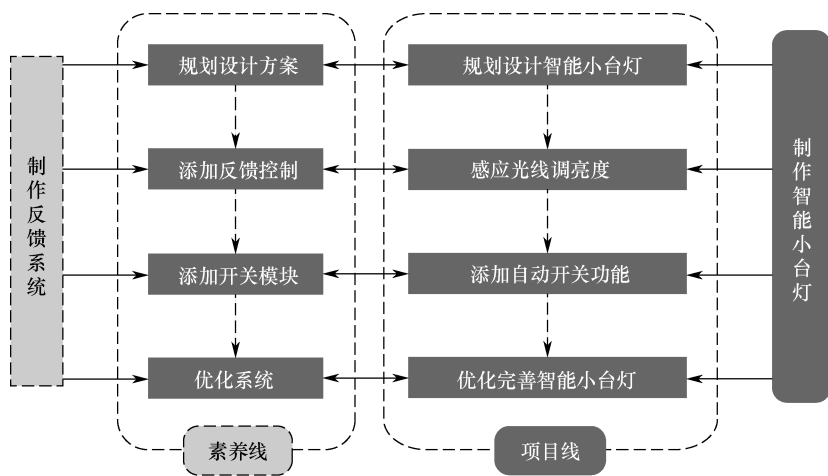 制作反馈系统
规划设计方案
添加反馈控制
添加开关模块
优化系统
素养线
规划设计智能小台灯
感应光线调亮度
添加自动开关功能
优化完善智能小台灯
项目线
制作智能小台灯